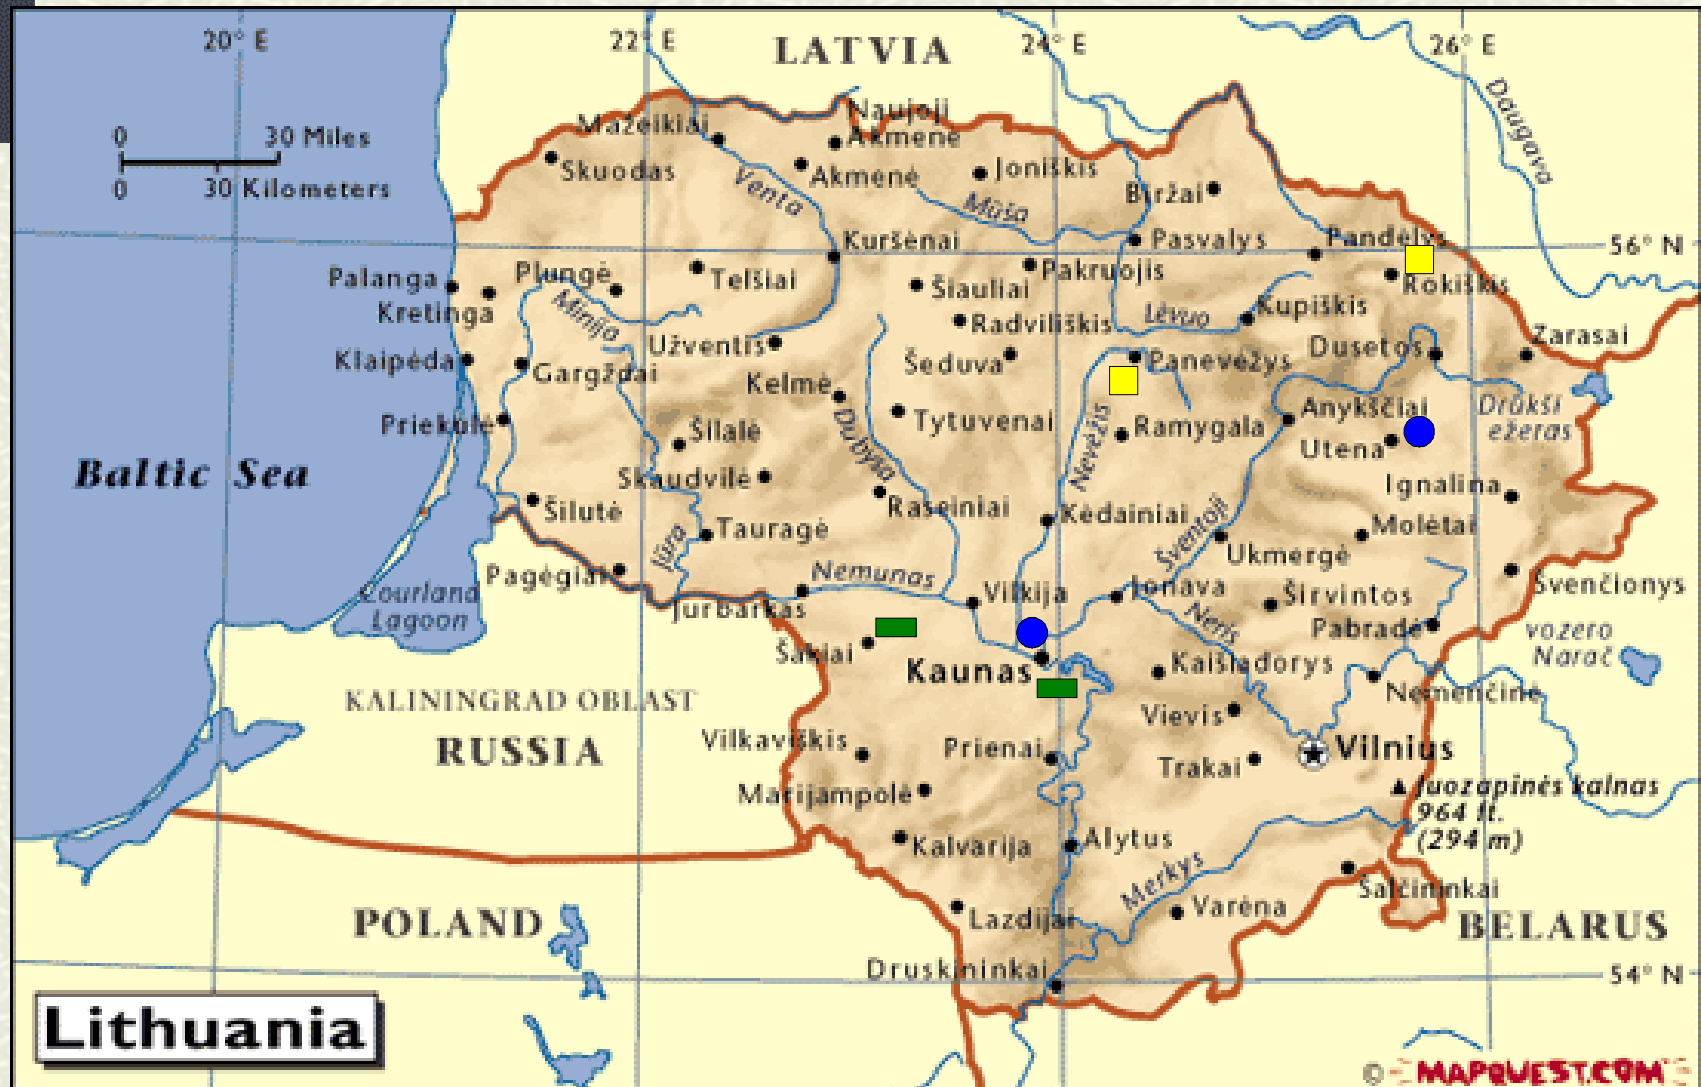 20° E
22° E
24° E
26° E
LATVIA
Daugava
0 30 Miles
0 30 Kilometers
Mažeikiai
Naujoji
Akmenė
Skuodas
Akmenė
Joniškis
Venta
Mūša
Biržai
Kuršėnai
Pasvalys
Pandėlys
56° N
Palanga
Plungė
Telšiai
Pakruojis
Šiauliai
Rokiškis
Kretinga
Minija
Radviliškis
Lėvuo
Kupiškis
Klaipėda
Gargždai
Užventis
Šeduva
Panevėžys
Dusetos
Zarasai
Kelmė
Priekulė
Šilalė
Dubysa
Tytuvenai
Nevėžis
Ramygala
Anykščiai
Drūkši
ežeras
Utena
Baltic Sea
Skaudvilė
Raseiniai
Ignalina
Šilutė
Tauragė
Kėdainiai
Šventoji
Molėtai
Jūra
Ukmergė
Pagėgiai
Nemunas
Vilkija
Jonava
Širvintos
Švenčionys
Courland
Lagoon
Jurbarkas
Neris
Pabradė
vozero
Narač
Šakiai
Kaunas
Kaišiadorys
Nemenčinė
KALININGRAD OBLAST
RUSSIA
Vilkaviškis
Prienai
Vievis
Vilnius
Trakai
Marijampolė
Juozapinės kalnas
964 ft.
(294 m)
Kalvarija
Alytus
Merkys
Šalčininkai
POLAND
Lazdijai
Varėna
BELARUS
Druskininkai
54° N
Lithuania
© MAPQUEST.COM